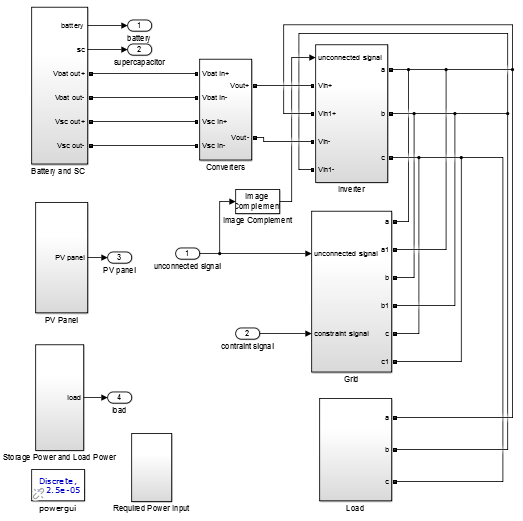 battery
sc
Vbat out+
Vbat out-
Vsc out+
Vsc out-
Battery and SC
1
battery
2
supercapacitor
Vbat in+
Vbat in-
Vsc in+
Vsc in-
Vout+
Vout-
Converters
unconnected signal
Vin+
Vin1+
Vin-
Vin1-
a
b
c
Inverter
Image
complemen
Image Complement
PV panel
PV Panel
3
PV panel
1
unconnected signal
2
contraint signal
unconnected signal
constraint signal
a
a1
b
b1
c
c1
Grid
load
Storage Power and Load Power
4
load
Discrete,
2.5e-05
powergui
Required Power Input
a
b
c
Load